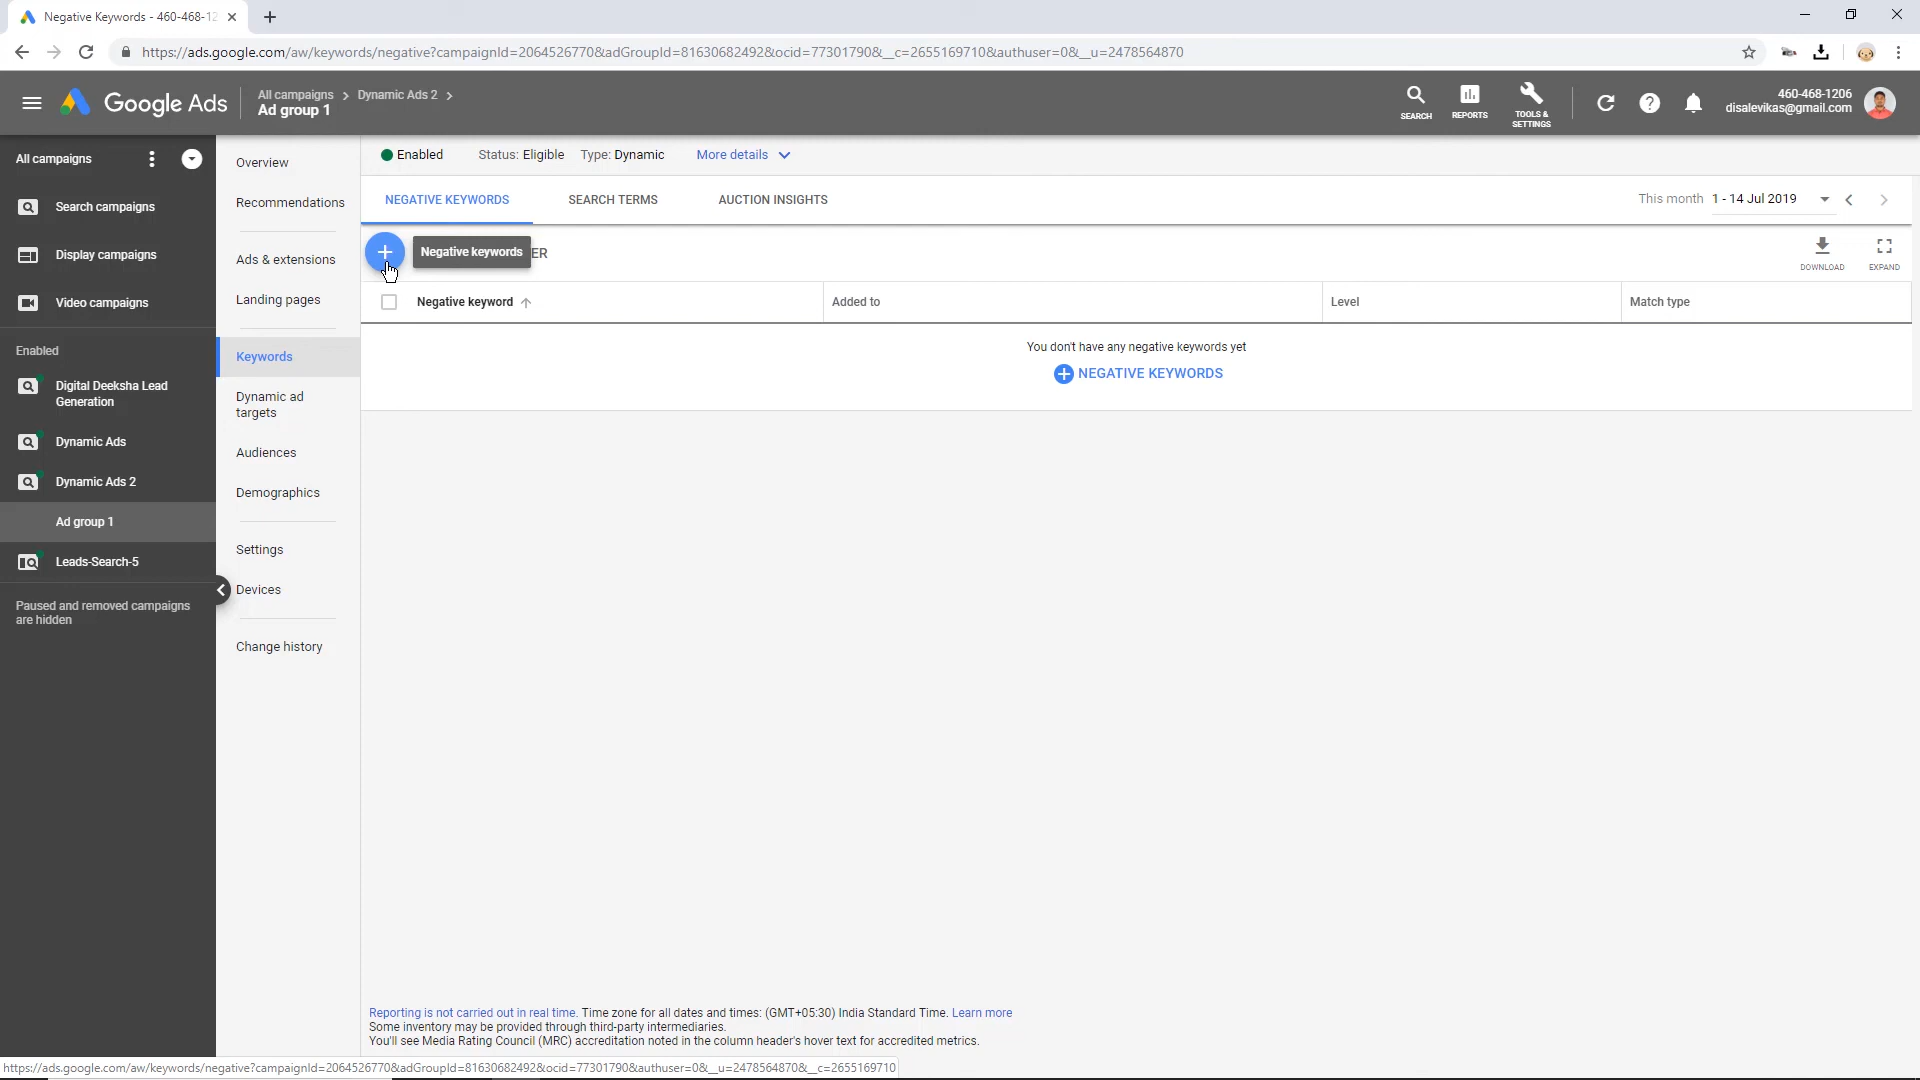 Negative Keywords - 460-468-12
https://ads.google.com/aw/keywords/negative?campaignId=2064526770&adGroupId=81630682492&ocid=77301790&__c=2655169710&authuser=0&__u=2478564870
Google Ads
All campaigns > Dynamic Ads 2 >
Ad group 1
SEARCH
REPORTS
TOOLS &
SETTINGS
460-468-1206
disalevikas@gmail.com
All campaigns
Search campaigns
Display campaigns
Video campaigns
Enabled
Digital Deeksha Lead
Generation
Dynamic Ads
Dynamic Ads 2
Ad group 1
Leads-Search-5
Paused and removed campaigns
are hidden
Overview
Recommendations
Ads & extensions
Landing pages
Keywords
Dynamic ad
targets
Audiences
Demographics
Settings
Devices
Change history
Enabled Status: Eligible Type: Dynamic More details
NEGATIVE KEYWORDS SEARCH TERMS AUCTION INSIGHTS
This month 1 - 14 Jul 2019
Negative keywords ER
DOWNLOAD
EXPAND
Negative keyword Added to Level Match type
You don't have any negative keywords yet
NEGATIVE KEYWORDS
Reporting is not carried out in real time. Time zone for all dates and times: (GMT+05:30) India Standard Time. Learn more
Some inventory may be provided through third-party intermediaries.
You'll see Media Rating Council (MRC) accreditation noted in the column header's hover text for accredited metrics.
https://ads.google.com/aw/keywords/negative?campaignId=2064526770&adGroupId=81630682492&ocid=77301790&authuser=0&__u=2478564870&__c=2655169710